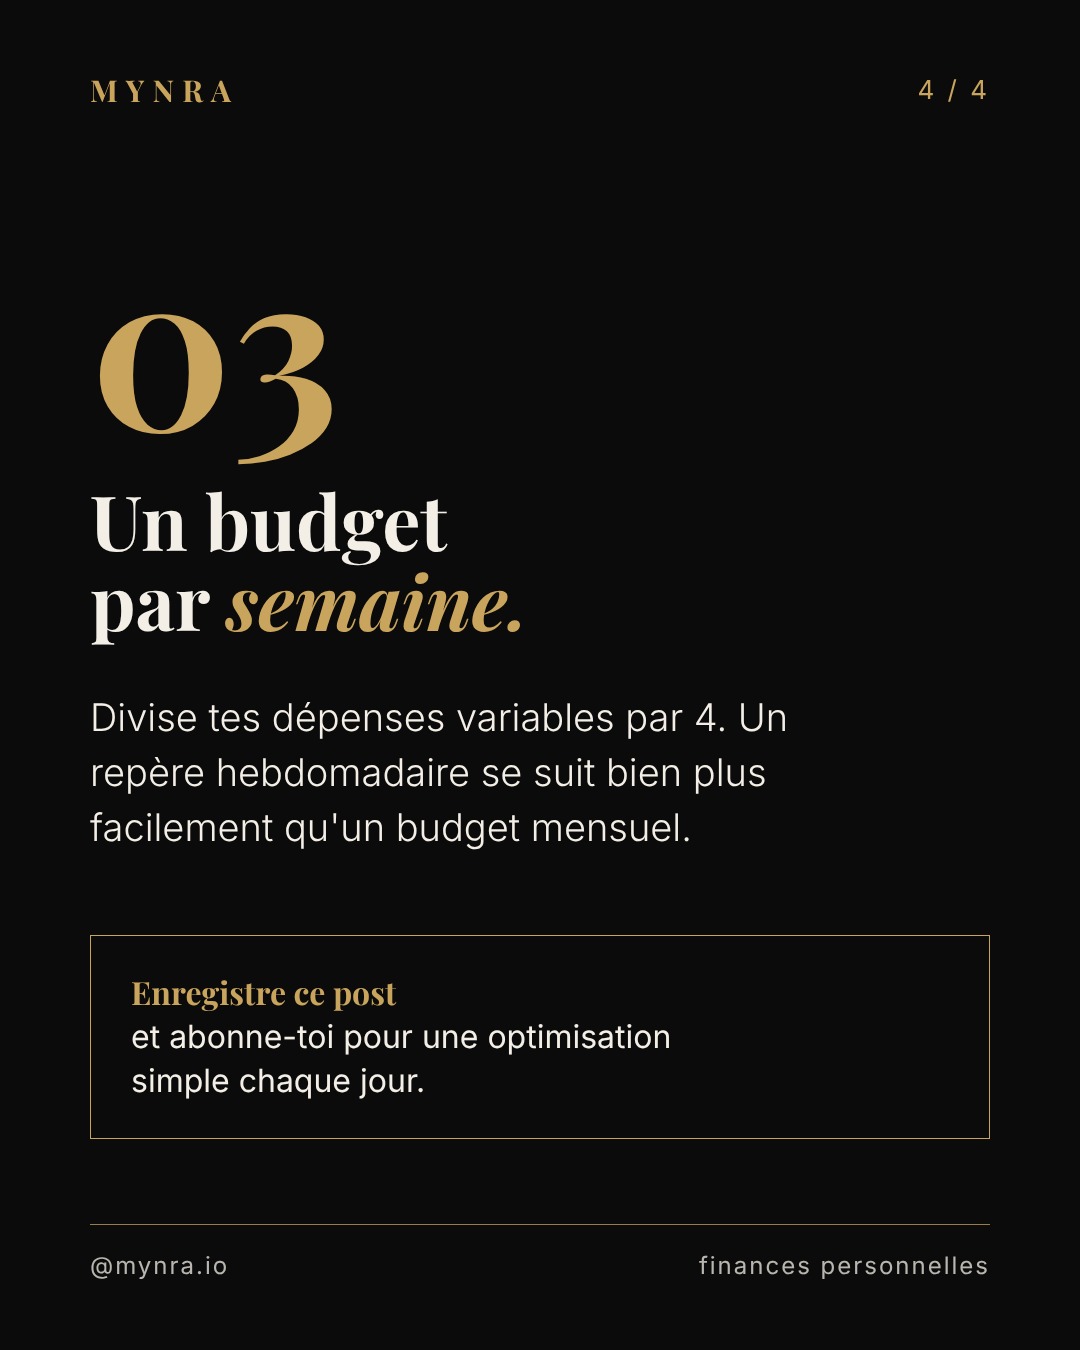 MYNRA
4 / 4
03
Un budget
par semaine.
Divise tes dépenses variables par 4. Un
repère hebdomadaire se suit bien plus
facilement qu'un budget mensuel.
Enregistre ce post
et abonne-toi pour une optimisation
simple chaque jour.
@mynra.io
finances personnelles